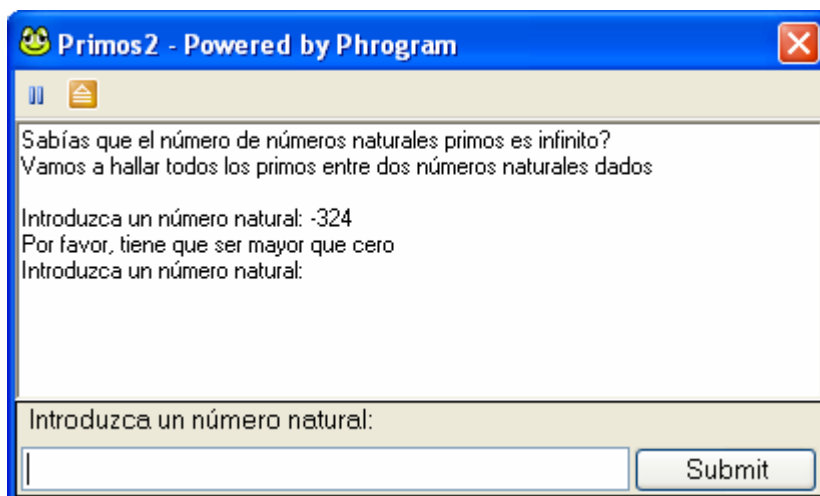 Primos2 - Powered by Phrogram
Sabías que el número de números naturales primos es infinito?
Vamos a hallar todos los primos entre dos números naturales dados
Introduzca un número natural: -324
Por favor, tiene que ser mayor que cero
Introduzca un número natural:
Introduzca un número natural:
Submit